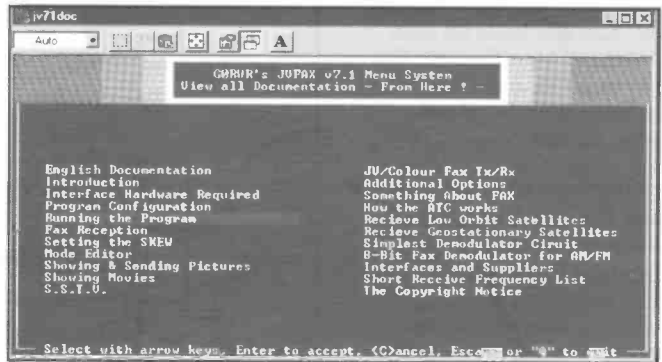 jv71doc
Auto
A
G0RVR's JVFAX v7.1 Menu System
View all Documentation - From Here ! -
English Documentation
Introduction
Interface Hardware Required
Program Configuration
Running the Program
Fax Reception
Setting the SKEW
Mode Editor
Showing & Sending Pictures
Showing Movies
S.S.T.V.
JV/Colour Fax Tx/Rx
Additional Options
Something About FAX
How the ATC works
Recieve Low Orbit Satellites
Recieve Geostationary Satellites
Simplest Demodulator Ciruit
8-Bit Fax Demodulator for AM/FM
Interfaces and Suppliers
Short Receive Frequency List
The Copyright Notice
Select with arrow keys, Enter to accept, <C>ancel, or to